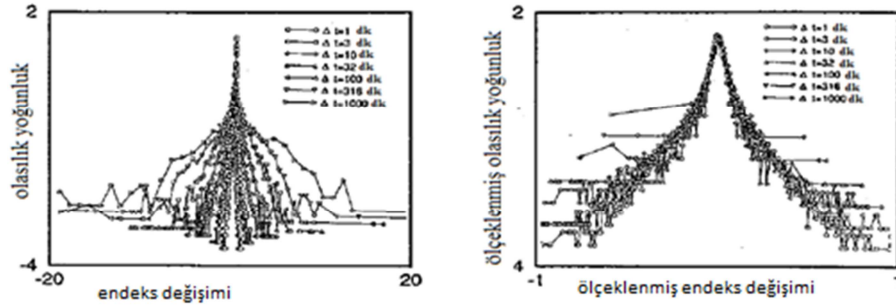 2
Δ t=1 dk
Δ t=3 dk
Δ t=10 dk
Δ t=32 dk
Δ t=100 dk
Δ t=316 dk
Δ t=1000 dk
olasılık yoğunluk
-4
-20
20
endeks değişimi
2
Δ t=1 dk
Δ t=3 dk
Δ t=10 dk
Δ t=32 dk
Δ t=100 dk
Δ t=316 dk
Δ t=1000 dk
ölçeklenmiş olasılık yoğunluk
4
-1
ölçeklenmiş endeks değişimi